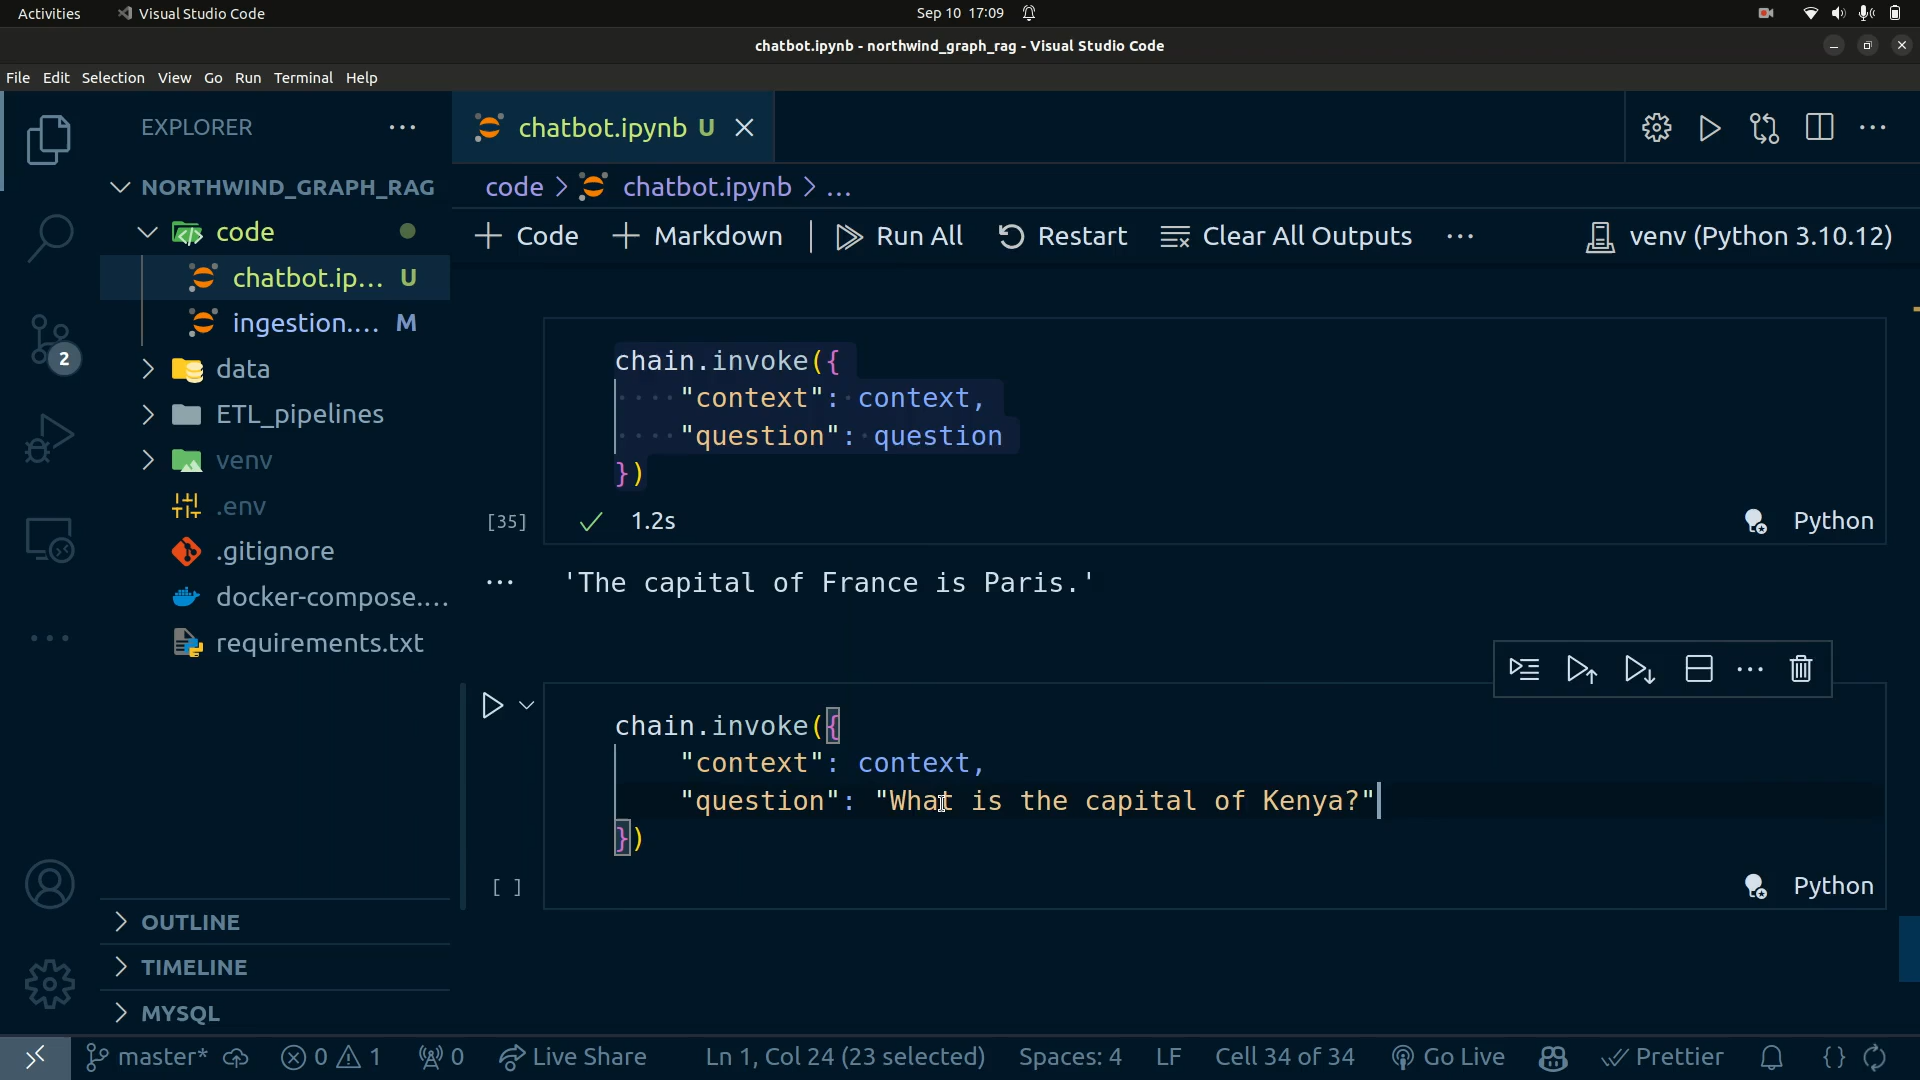 Activities Visual Studio Code Sep 10 17:09
chatbot.ipynb - northwind_graph_rag - Visual Studio Code
File Edit Selection View Go Run Terminal Help
EXPLORER
chatbot.ipynb U
NORTHWIND_GRAPH_RAG
code > chatbot.ipynb > ...
code
+ Code + Markdown Run All Restart Clear All Outputs ... venv (Python 3.10.12)
chatbot.ip... U
ingestion.... M
data
ETL_pipelines
venv
.env
.gitignore
docker-compose....
requirements.txt
2
chain.invoke({
"context": context,
"question": question
})
[35] 1.2s Python
'The capital of France is Paris.'
chain.invoke({
"context": context,
"question": "What is the capital of Kenya?"
})
[ ] Python
OUTLINE
TIMELINE
MYSQL
master* 0 1 0 Live Share Ln 1, Col 24 (23 selected) Spaces: 4 LF Cell 34 of 34 Go Live Prettier {}